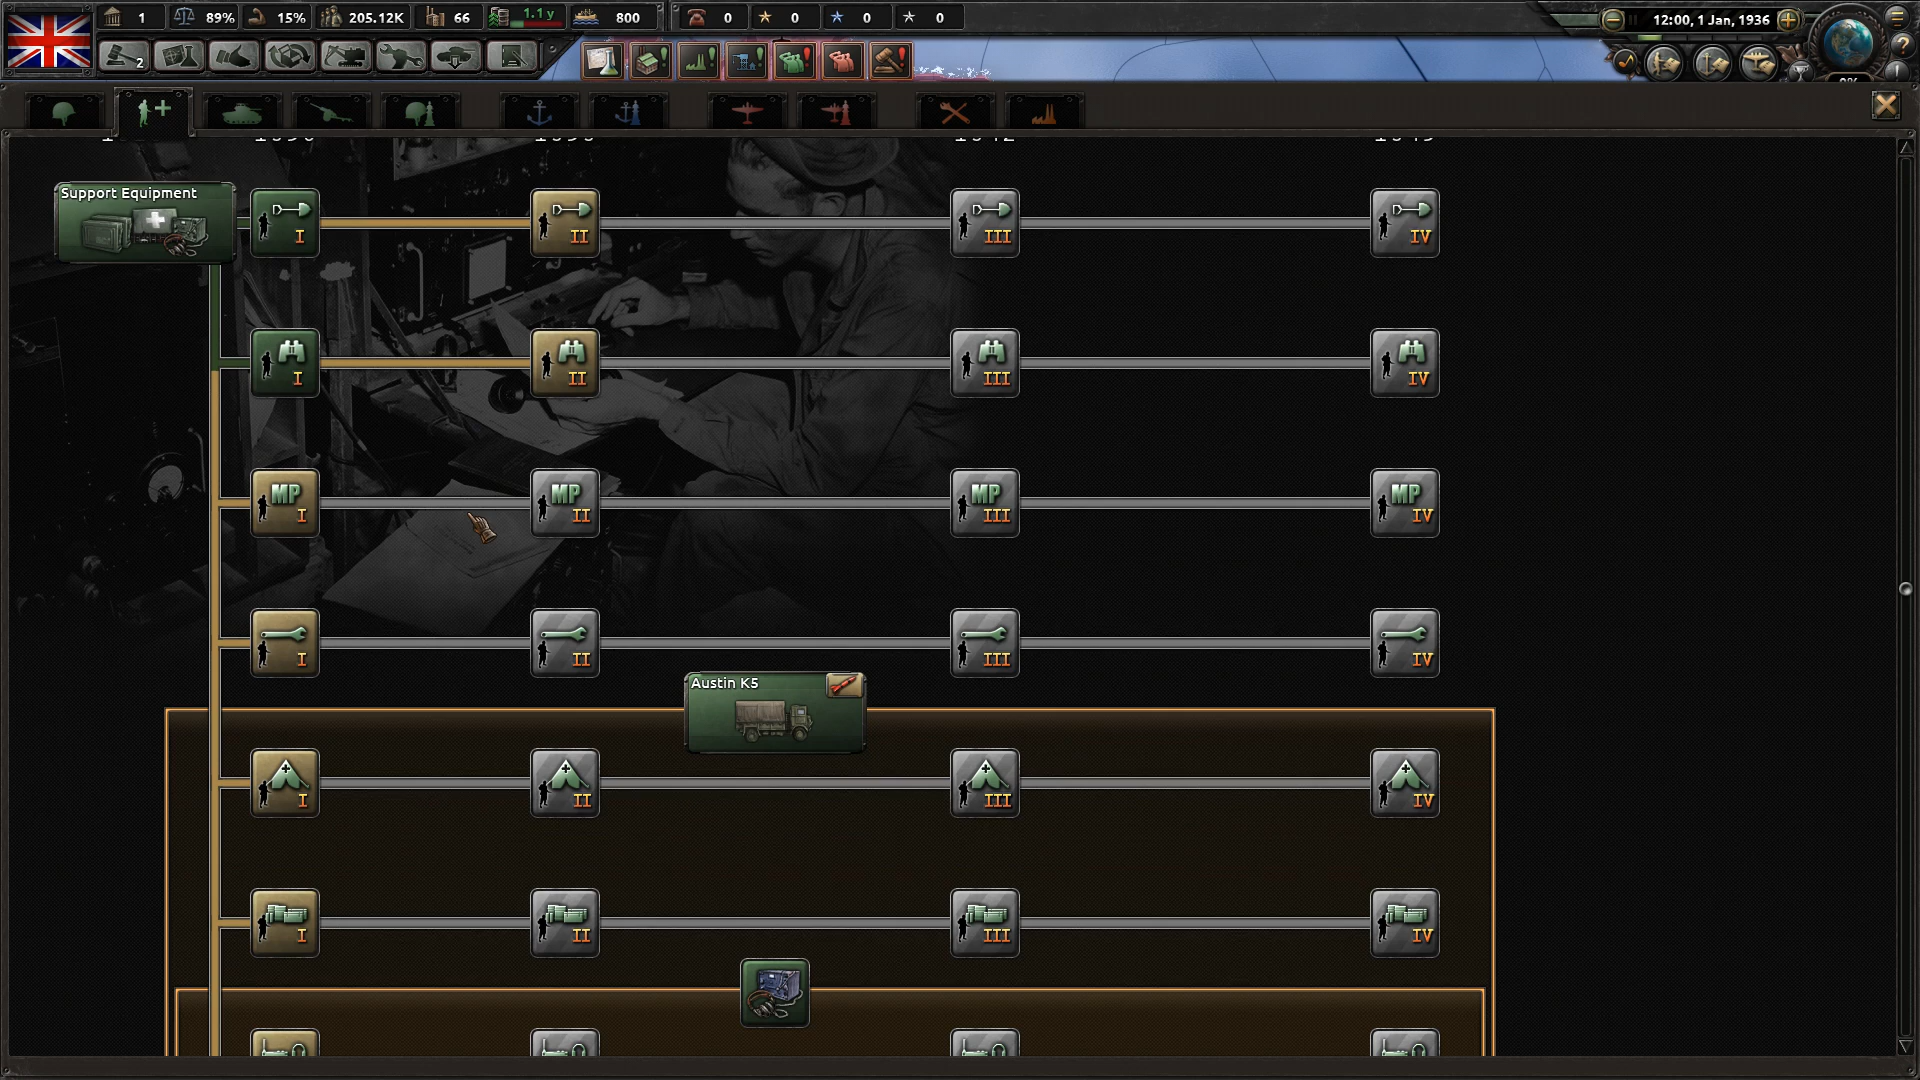 1 89% 15% 205.12K 66 1.1 y 800 0 0 0 0 12:00, 1 Jan, 1936
2
Support Equipment
I II III IV
I II III IV
MP I MP II MP III MP IV
I II III IV
Austin K5
I II III IV
I II III IV